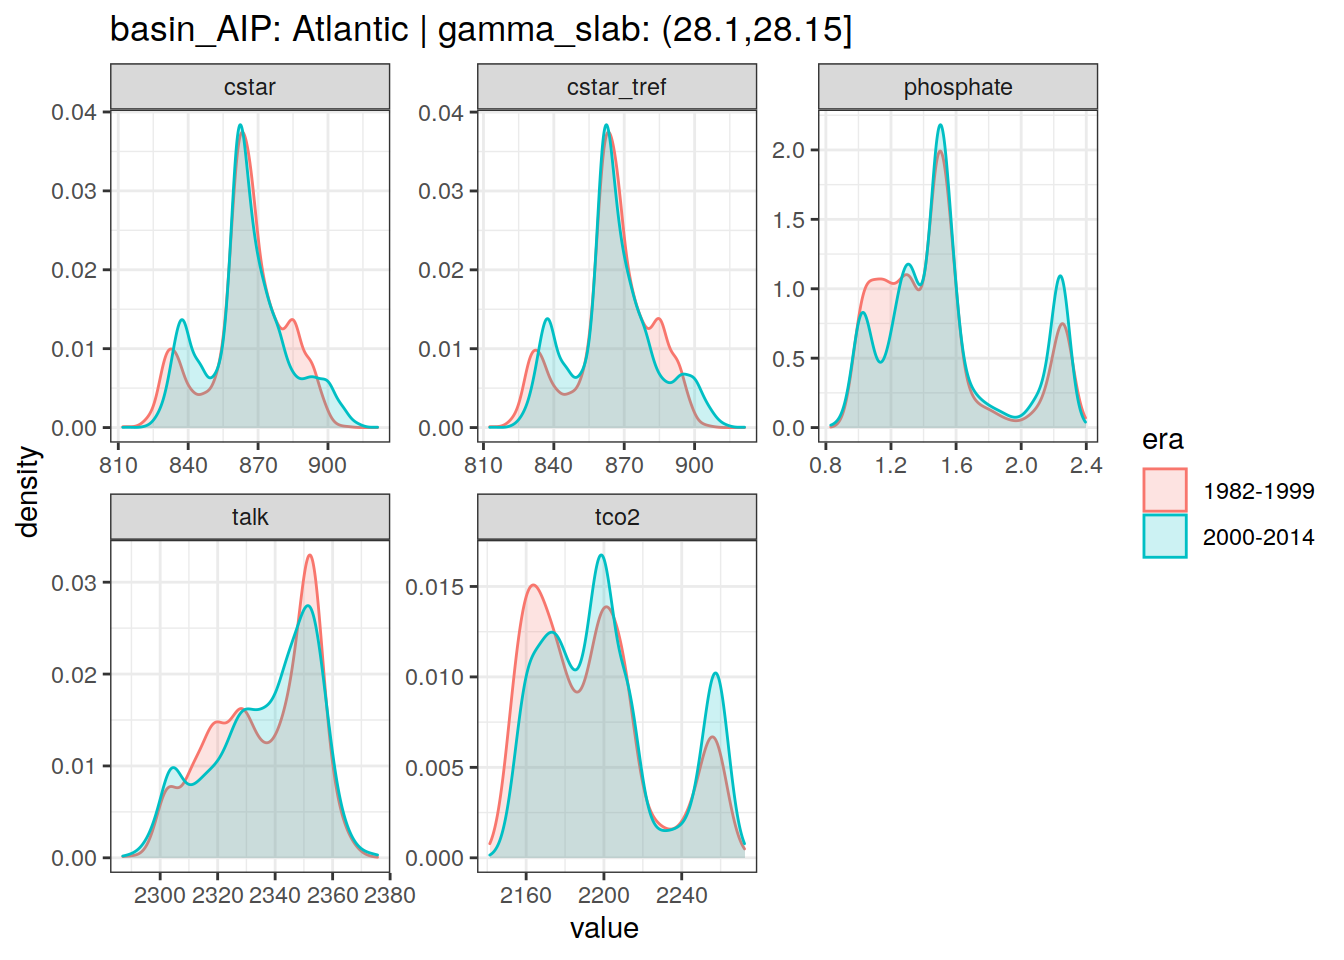 basin_AIP: Atlantic | gamma_slab: (28.1,28.15]
cstar
cstar_tref
phosphate
0.04
0.03
0.02
0.01
0.00
810 840 870 900
0.04
0.03
0.02
0.01
0.00
810 840 870 900
2.0
1.5
1.0
0.5
0.0
0.8 1.2 1.6 2.0 2.4
talk
tco2
0.03
0.02
0.01
0.00
2300 2320 2340 2360 2380
0.015
0.010
0.005
0.000
2160 2200 2240
density
value
era
1982-1999
2000-2014